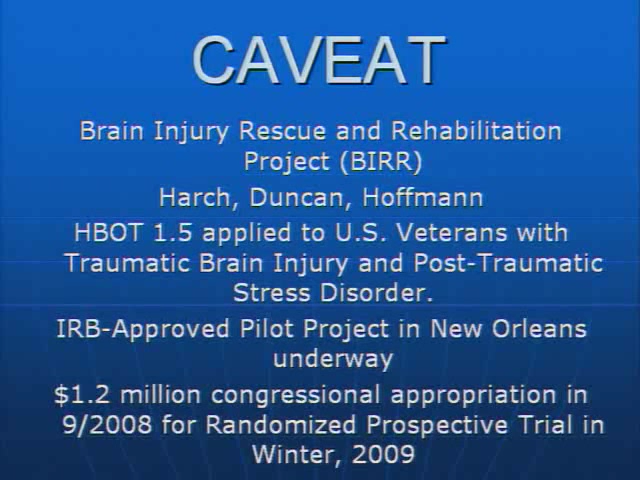 CAVEAT
Brain Injury Rescue and Rehabilitation
Project (BIRR)
Harch, Duncan, Hoffmann
HBOT 1.5 applied to U.S. Veterans with
Traumatic Brain Injury and Post-Traumatic
Stress Disorder.
IRB-Approved Pilot Project in New Orleans
underway
$1.2 million congressional appropriation in
9/2008 for Randomized Prospective Trial in
Winter, 2009